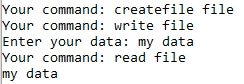 Your command: createfile file
Your command: write file
Enter your data: my data
Your command: read file
my data